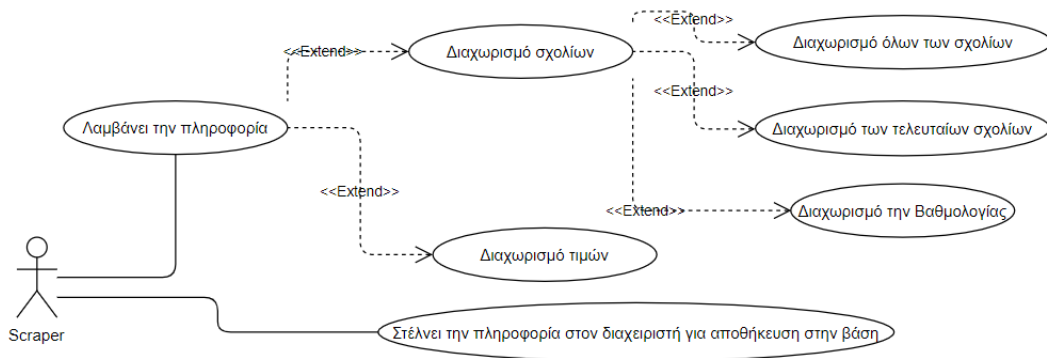 <<Extend>>
Διαχωρισμό όλων των σχολίων
<<Extend>>
Διαχωρισμό σχολίων
<<Extend>>
Λαμβάνει την πληροφορία
Διαχωρισμό των τελευταίων σχολίων
<<Extend>>
<<Extend>>
Διαχωρισμό την Βαθμολογίας
Διαχωρισμό τιμών
Scraper
Στέλνει την πληροφορία στον διαχειριστή για αποθήκευση στην βάση